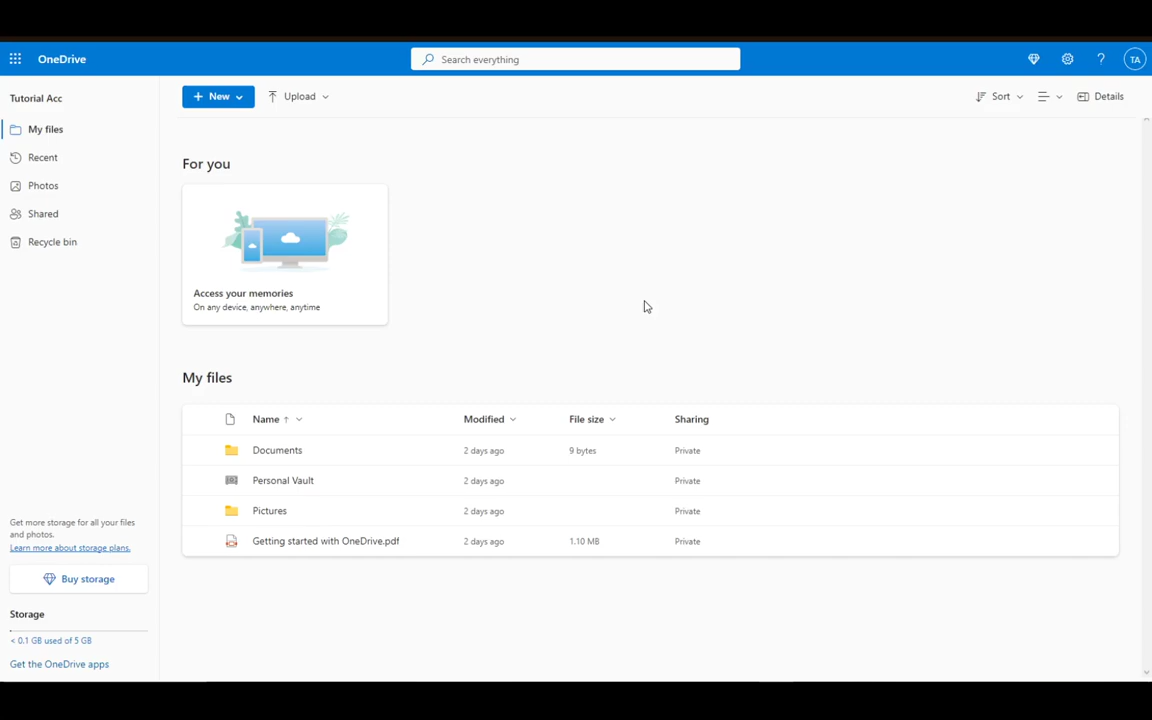 OneDrive
Search everything
TA
Tutorial Acc
My files
Recent
Photos
Shared
Recycle bin
Get more storage for all your files
and photos.
Learn more about storage plans.
Buy storage
Storage
< 0.1 GB used of 5 GB
Get the OneDrive apps
+ New
Upload
Sort
Details
For you
Access your memories
On any device, anywhere, anytime
My files
Name ↑ Modified File size Sharing
Documents 2 days ago 9 bytes Private
Personal Vault 2 days ago Private
Pictures 2 days ago Private
Getting started with OneDrive.pdf 2 days ago 1.10 MB Private